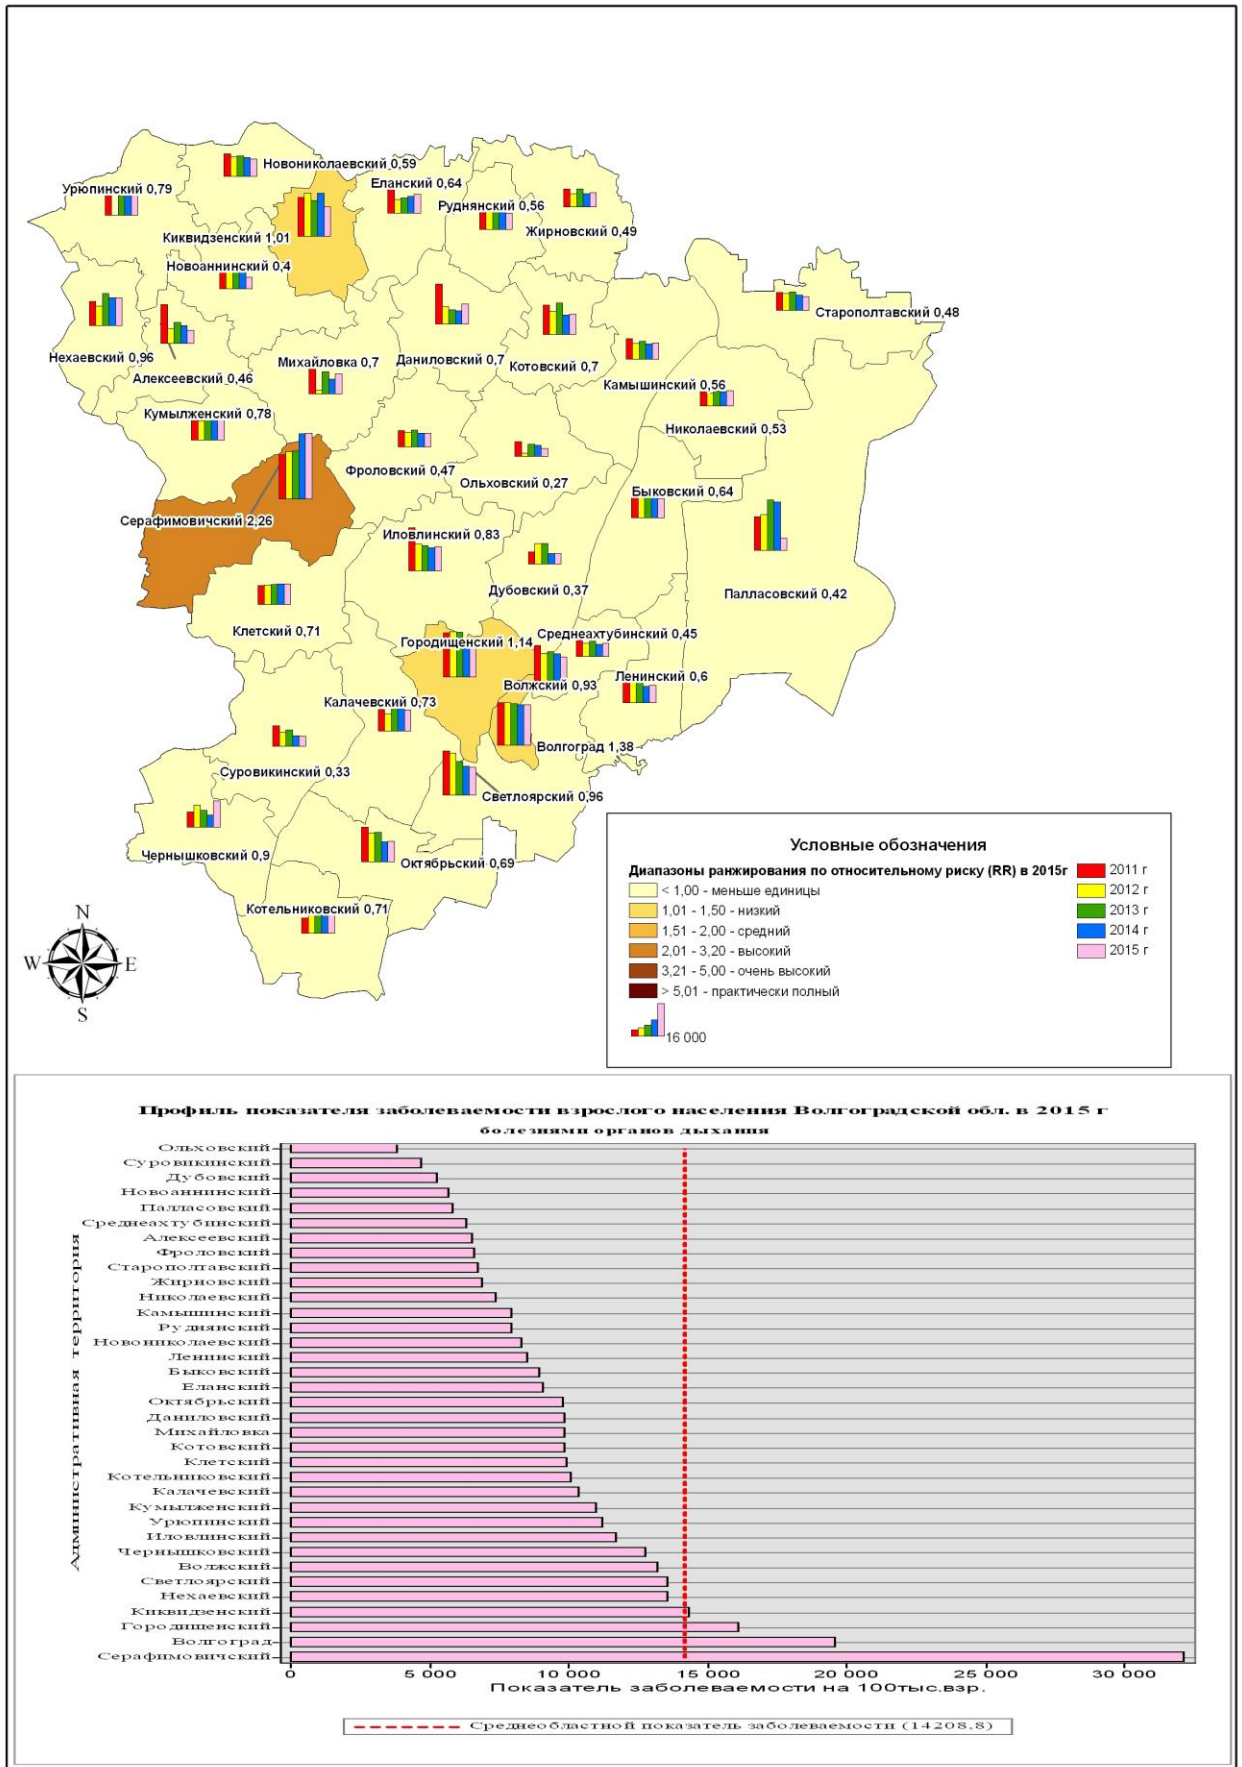 Новониколаевский 0,59
Урюпинский 0,79
Еланский 0,64
Руднянский 0,56
Жирновский 0,49
Киквидзенский 1,01
Новоаннинский 0,4
Старополтавский 0,48
Нехаевский 0,96
Алексеевский 0,46
Михайловка 0,7
Даниловский 0,7
Котовский 0,7
Камышинский 0,56
Кумылженский 0,78
Николаевский 0,53
Фроловский 0,47
Ольховский 0,27
Быковский 0,64
Серафимовичский 2,26
Иловлинский 0,83
Дубовский 0,37
Палласовский 0,42
Клетский 0,71
Городищенский 1,14
Среднеахтубинский 0,45
Волжский 0,93
Ленинский 0,6
Калачевский 0,73
Волгоград 1,38
Суровикинский 0,33
Светлоярский 0,96
Чернышковский 0,9
Октябрьский 0,69
Котельниковский 0,71
N
W
E
S
Условные обозначения
Диапазоны ранжирования по относительному риску (RR) в 2015г
< 1,00 - меньше единицы
1,01 - 1,50 - низкий
1,51 - 2,00 - средний
2,01 - 3,20 - высокий
3,21 - 5,00 - очень высокий
> 5,01 - практически полный
16 000
2011 г
2012 г
2013 г
2014 г
2015 г
Профиль показателя заболеваемости взрослого населения Волгоградской обл. в 2015 г
болезнями органов дыхания
Административная территория
Ольховский
Суровикинский
Дубовский
Новоаннинский
Палласовский
Среднеахтубинский
Алексеевский
Фроловский
Старополтавский
Жирновский
Николаевский
Камышинский
Руднянский
Новониколаевский
Ленинский
Быковский
Еланский
Октябрьский
Даниловский
Михайловка
Котовский
Клетский
Котельниковский
Калачевский
Кумылженский
Урюпинский
Иловлинский
Чернышковский
Волжский
Светлоярский
Нехаевский
Киквидзенский
Городищенский
Волгоград
Серафимовичский
0 5 000 10 000 15 000 20 000 25 000 30 000
Показатель заболеваемости на 100тыс.взр.
Среднеобластной показатель заболеваемости (14208,8)